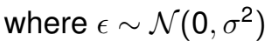 where ϵ ∼ 𝒩(0, σ²)